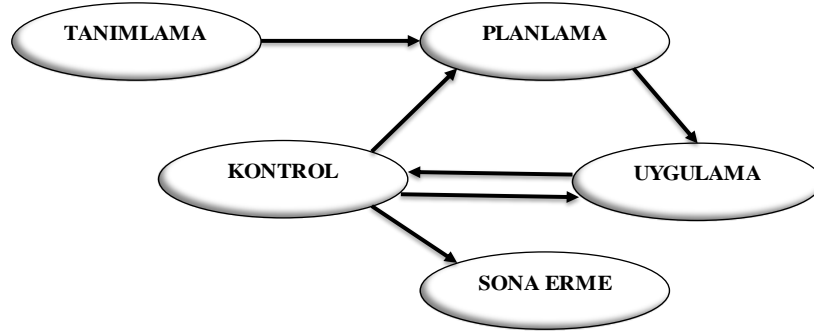 TANIMLAMA
PLANLAMA
KONTROL
UYGULAMA
SONA ERME